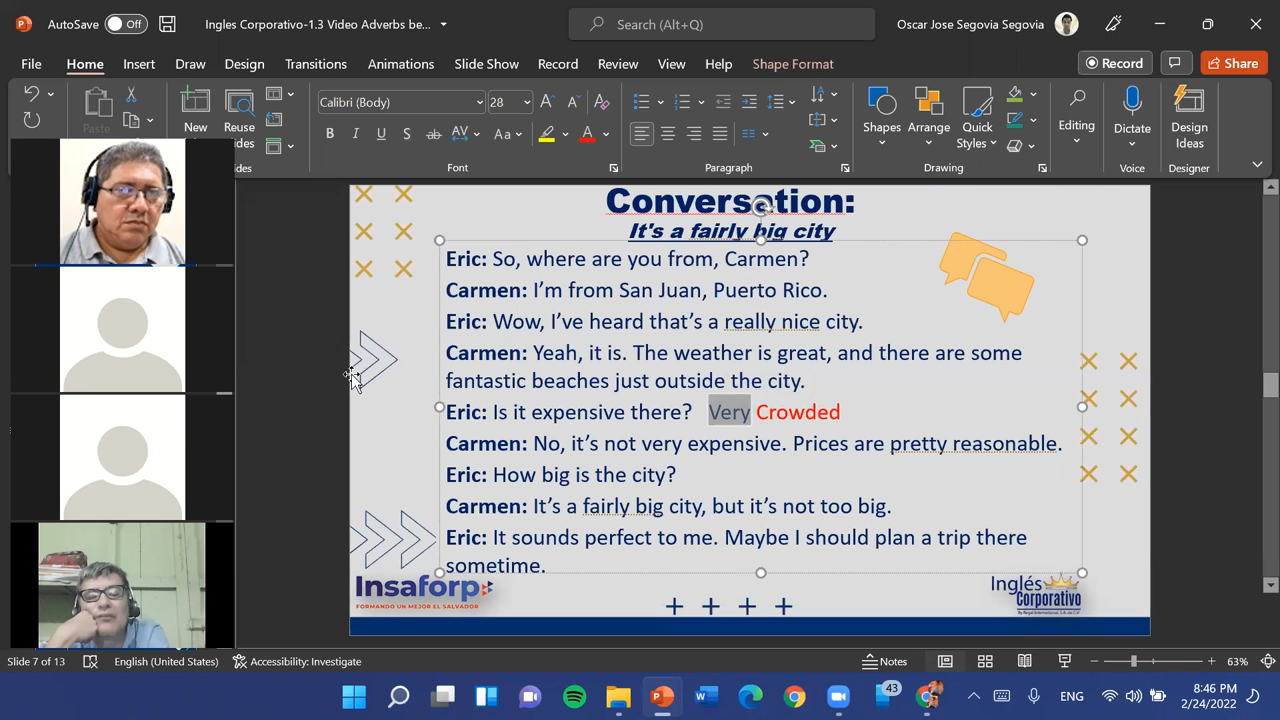 AutoSave Off Ingles Corporativo-1.3 Video Adverbs be... Search (Alt+Q) Oscar Jose Segovia Segovia
File Home Insert Draw Design Transitions Animations Slide Show Record Review View Help Shape Format Record Share
Calibri (Body) 28
Paste New Reuse Shapes Arrange Quick Editing Dictate Design
Styles Ideas
ides Font Paragraph Drawing Voice Designer
Conversation:
It's a fairly big city
Eric: So, where are you from, Carmen?
Carmen: I'm from San Juan, Puerto Rico.
Eric: Wow, I've heard that's a really nice city.
Carmen: Yeah, it is. The weather is great, and there are some
fantastic beaches just outside the city.
Eric: Is it expensive there? Very Crowded
Carmen: No, it's not very expensive. Prices are pretty reasonable.
Eric: How big is the city?
Carmen: It's a fairly big city, but it's not too big.
Eric: It sounds perfect to me. Maybe I should plan a trip there
sometime.
Insaforp
FORMANDO UN MEJOR EL SALVADOR
Inglés
Corporativo
Slide 7 of 13 English (United States) Accessibility: Investigate Notes 63%
43 ENG 8:46 PM
2/24/2022